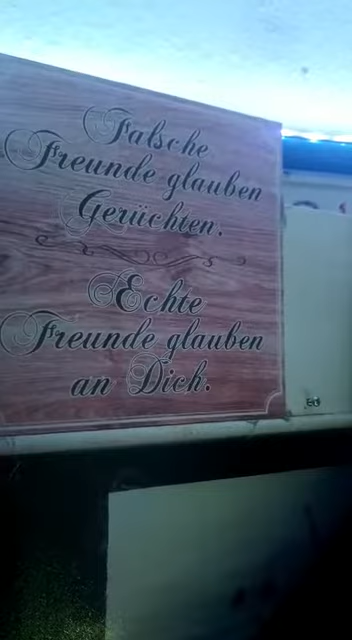 Falsche
Freunde glauben
Gerüchten.
Echte
Freunde glauben
an Dich.